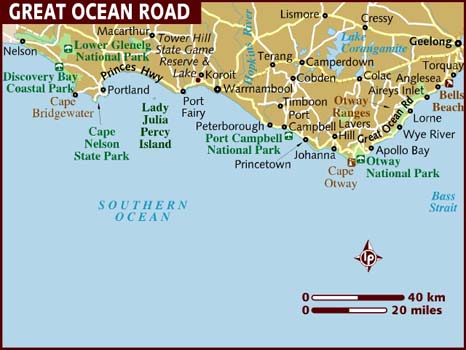 GREAT OCEAN ROAD
Lismore
Cressy
Macarthur
Tower Hill
State Game
Reserve &
Lake
Nelson
Lower Glenelg
National Park
Hopkins River
Lake
Corangamite
Geelong
Camperdown
Terang
Torquay
Princes Hwy
Koroit
Cobden
Colac
Anglesea
Discovery Bay
Coastal Park
Aireys Inlet
Portland
Warrnambool
Bells
Beach
Cape
Bridgewater
Lady
Julia
Percy
Island
Port
Fairy
Timboon
Port
Campbell
Otway
Ranges
Lavers
Hill
Great Ocean Rd
Lorne
Peterborough
Wye River
Cape
Nelson
State Park
Port Campbell
National Park
Johanna
Apollo Bay
Princetown
Cape
Otway
Otway
National Park
Bass
Strait
SOUTHERN
OCEAN
lp
0 40 km
0 20 miles